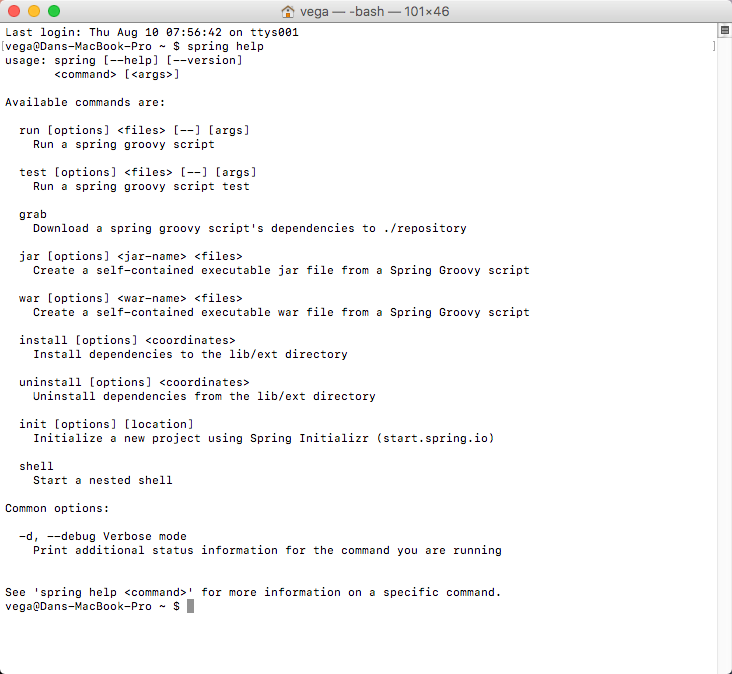 vega — -bash — 101×46
Last login: Thu Aug 10 07:56:42 on ttys001
[vega@Dans-MacBook-Pro ~ $ spring help ]
usage: spring [--help] [--version]
       <command> [<args>]

Available commands are:

  run [options] <files> [--] [args]
    Run a spring groovy script

  test [options] <files> [--] [args]
    Run a spring groovy script test

  grab
    Download a spring groovy script's dependencies to ./repository

  jar [options] <jar-name> <files>
    Create a self-contained executable jar file from a Spring Groovy script

  war [options] <war-name> <files>
    Create a self-contained executable war file from a Spring Groovy script

  install [options] <coordinates>
    Install dependencies to the lib/ext directory

  uninstall [options] <coordinates>
    Uninstall dependencies from the lib/ext directory

  init [options] [location]
    Initialize a new project using Spring Initializr (start.spring.io)

  shell
    Start a nested shell

Common options:

  -d, --debug Verbose mode
    Print additional status information for the command you are running


See 'spring help <command>' for more information on a specific command.
vega@Dans-MacBook-Pro ~ $